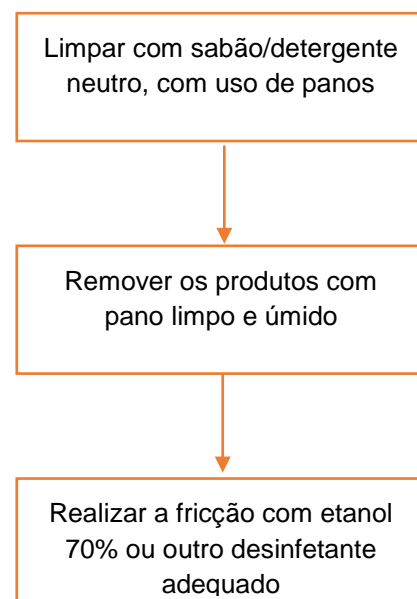 Limpar com sabão/detergente
neutro, com uso de panos
Remover os produtos com
pano limpo e úmido
Realizar a fricção com etanol
70% ou outro desinfetante
adequado